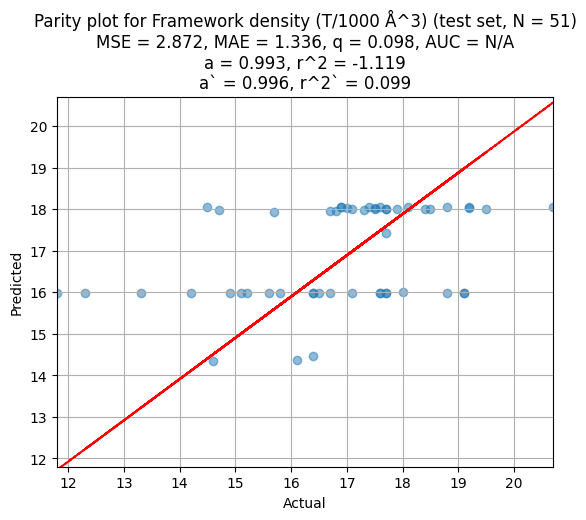 Parity plot for Framework density (T/1000 Å^3) (test set, N = 51)
MSE = 2.872, MAE = 1.336, q = 0.098, AUC = N/A
a = 0.993, r^2 = -1.119
a` = 0.996, r^2` = 0.099
20
19
18
17
16
15
14
13
12
Predicted
12 13 14 15 16 17 18 19 20
Actual